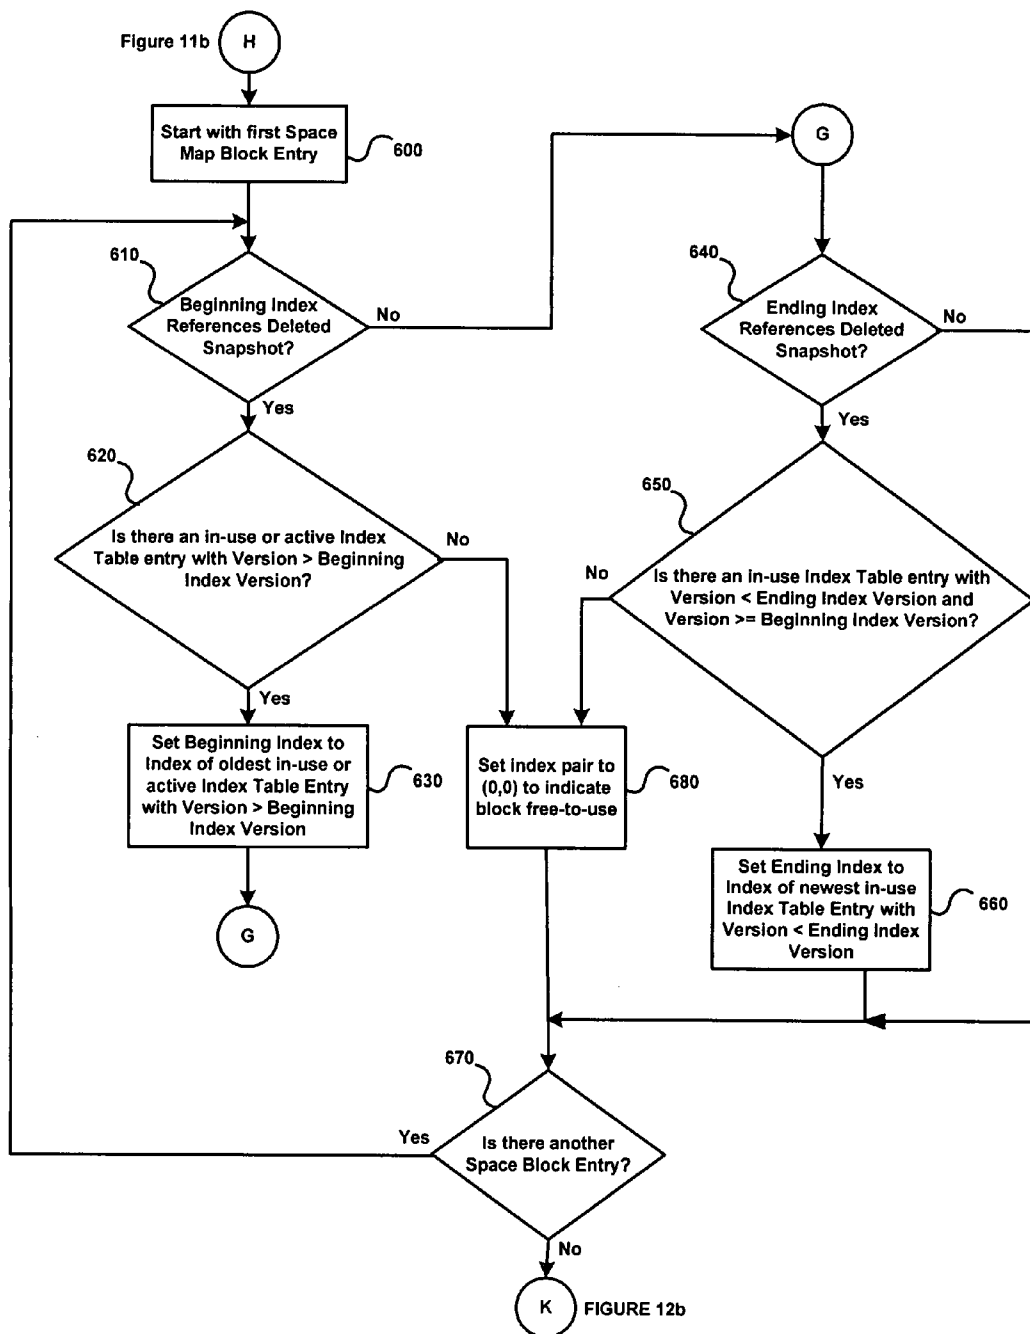 Figure 11b
H
Start with first Space
Map Block Entry
600
G
610
Beginning Index
References Deleted
Snapshot?
No
Yes
640
Ending Index
References Deleted
Snapshot?
No
Yes
620
Is there an in-use or active Index
Table entry with Version > Beginning
Index Version?
No
Yes
650
Is there an in-use Index Table entry with
Version < Ending Index Version and
Version >= Beginning Index Version?
No
Yes
Set Beginning Index to
Index of oldest in-use or
active Index Table Entry
with Version > Beginning
Index Version
630
Set index pair to
(0,0) to indicate
block free-to-use
680
Set Ending Index to
Index of newest in-use
Index Table Entry with
Version < Ending Index
Version
660
G
670
Is there another
Space Block Entry?
Yes
No
K
FIGURE 12b